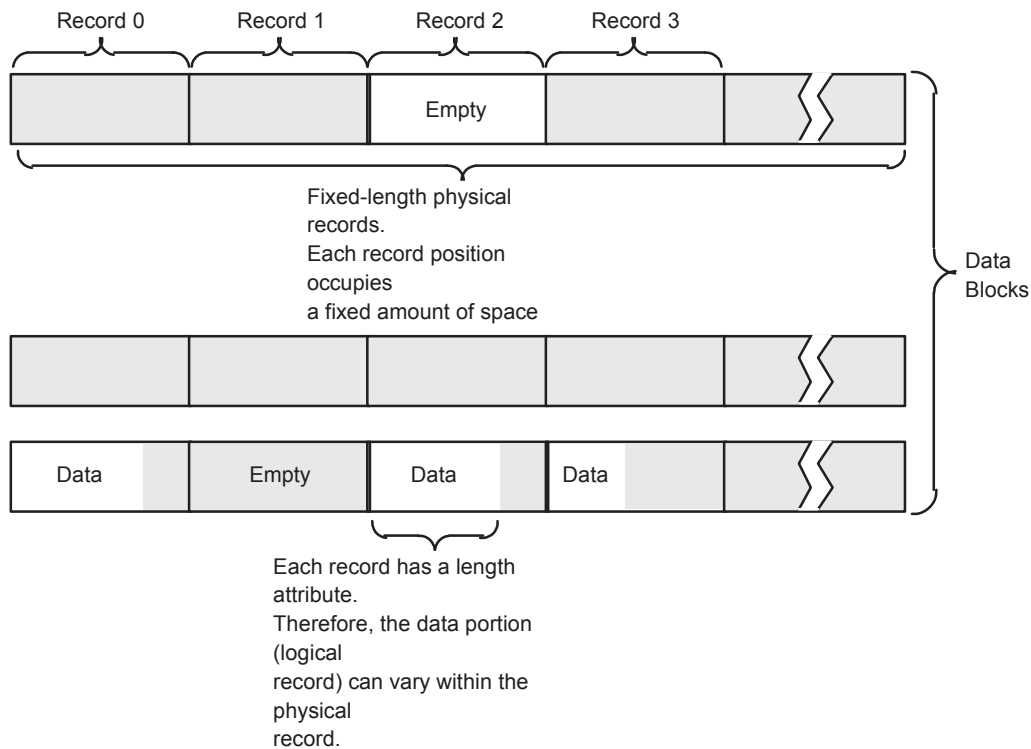 Record 0 Record 1 Record 2 Record 3
Empty
Fixed-length physical
records.
Each record position
occupies
a fixed amount of space
Data
Blocks
Data Empty Data Data
Each record has a length
attribute.
Therefore, the data portion
(logical
record) can vary within the
physical
record.